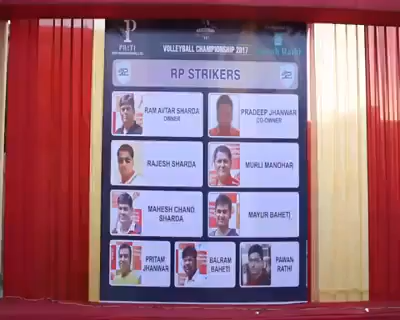 P
PRITI
VOLLEYBALL CHAMPIONSHIP 2017
RP STRIKERS
RAM AVTAR SHARDA
OWNER
PRADEEP JHANWAR
CO-OWNER
RAJESH SHARDA
MURLI MANOHAR
MAHESH CHAND
SHARDA
MAYUR BAHETI
PRITAM
JHANWAR
BALRAM
BAHETI
PAWAN
RATHI